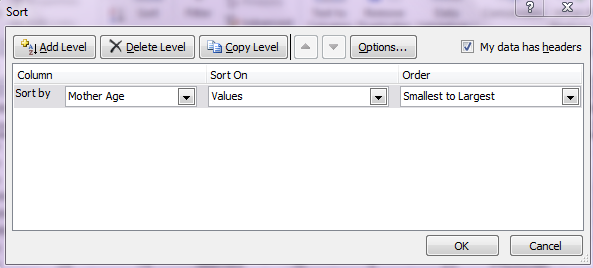 Sort
Add Level Delete Level Copy Level Options... My data has headers
Column Sort On Order
Sort by Mother Age Values Smallest to Largest
OK Cancel